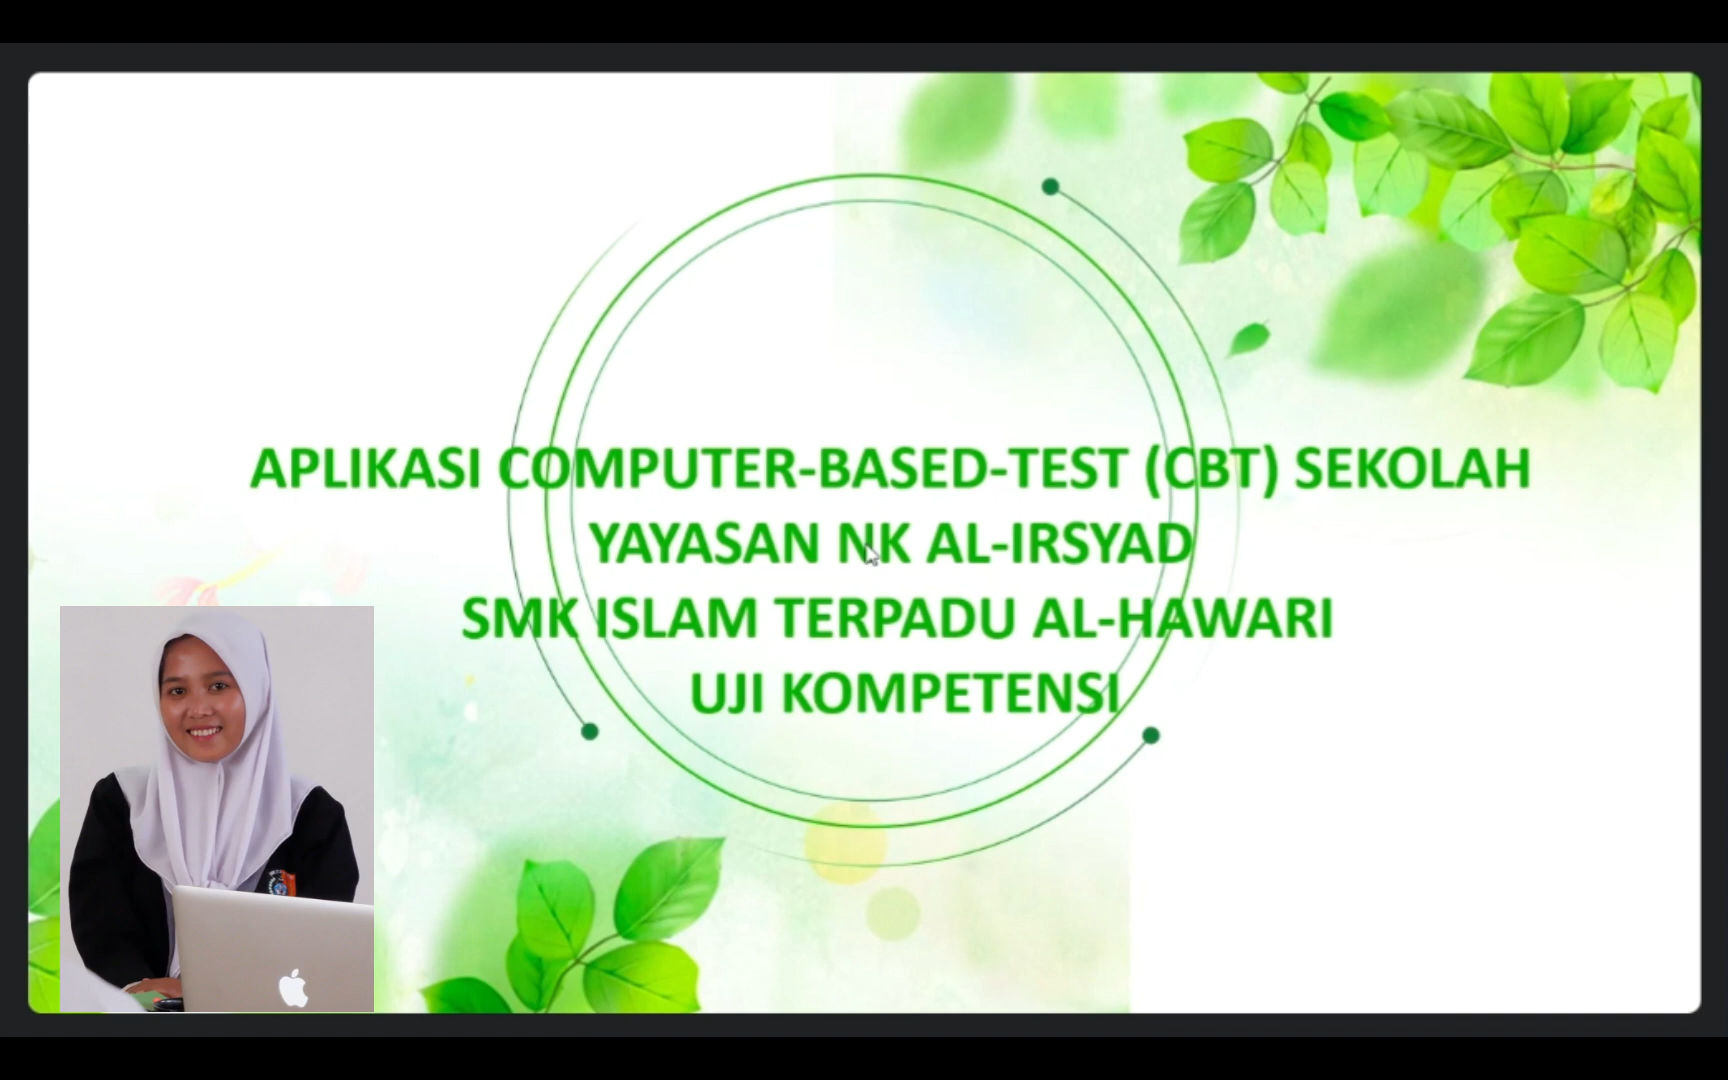 APLIKASI COMPUTER-BASED-TEST (CBT) SEKOLAH
YAYASAN NK AL-IRSYAD
SMK ISLAM TERPADU AL-HAWARI
UJI KOMPETENSI